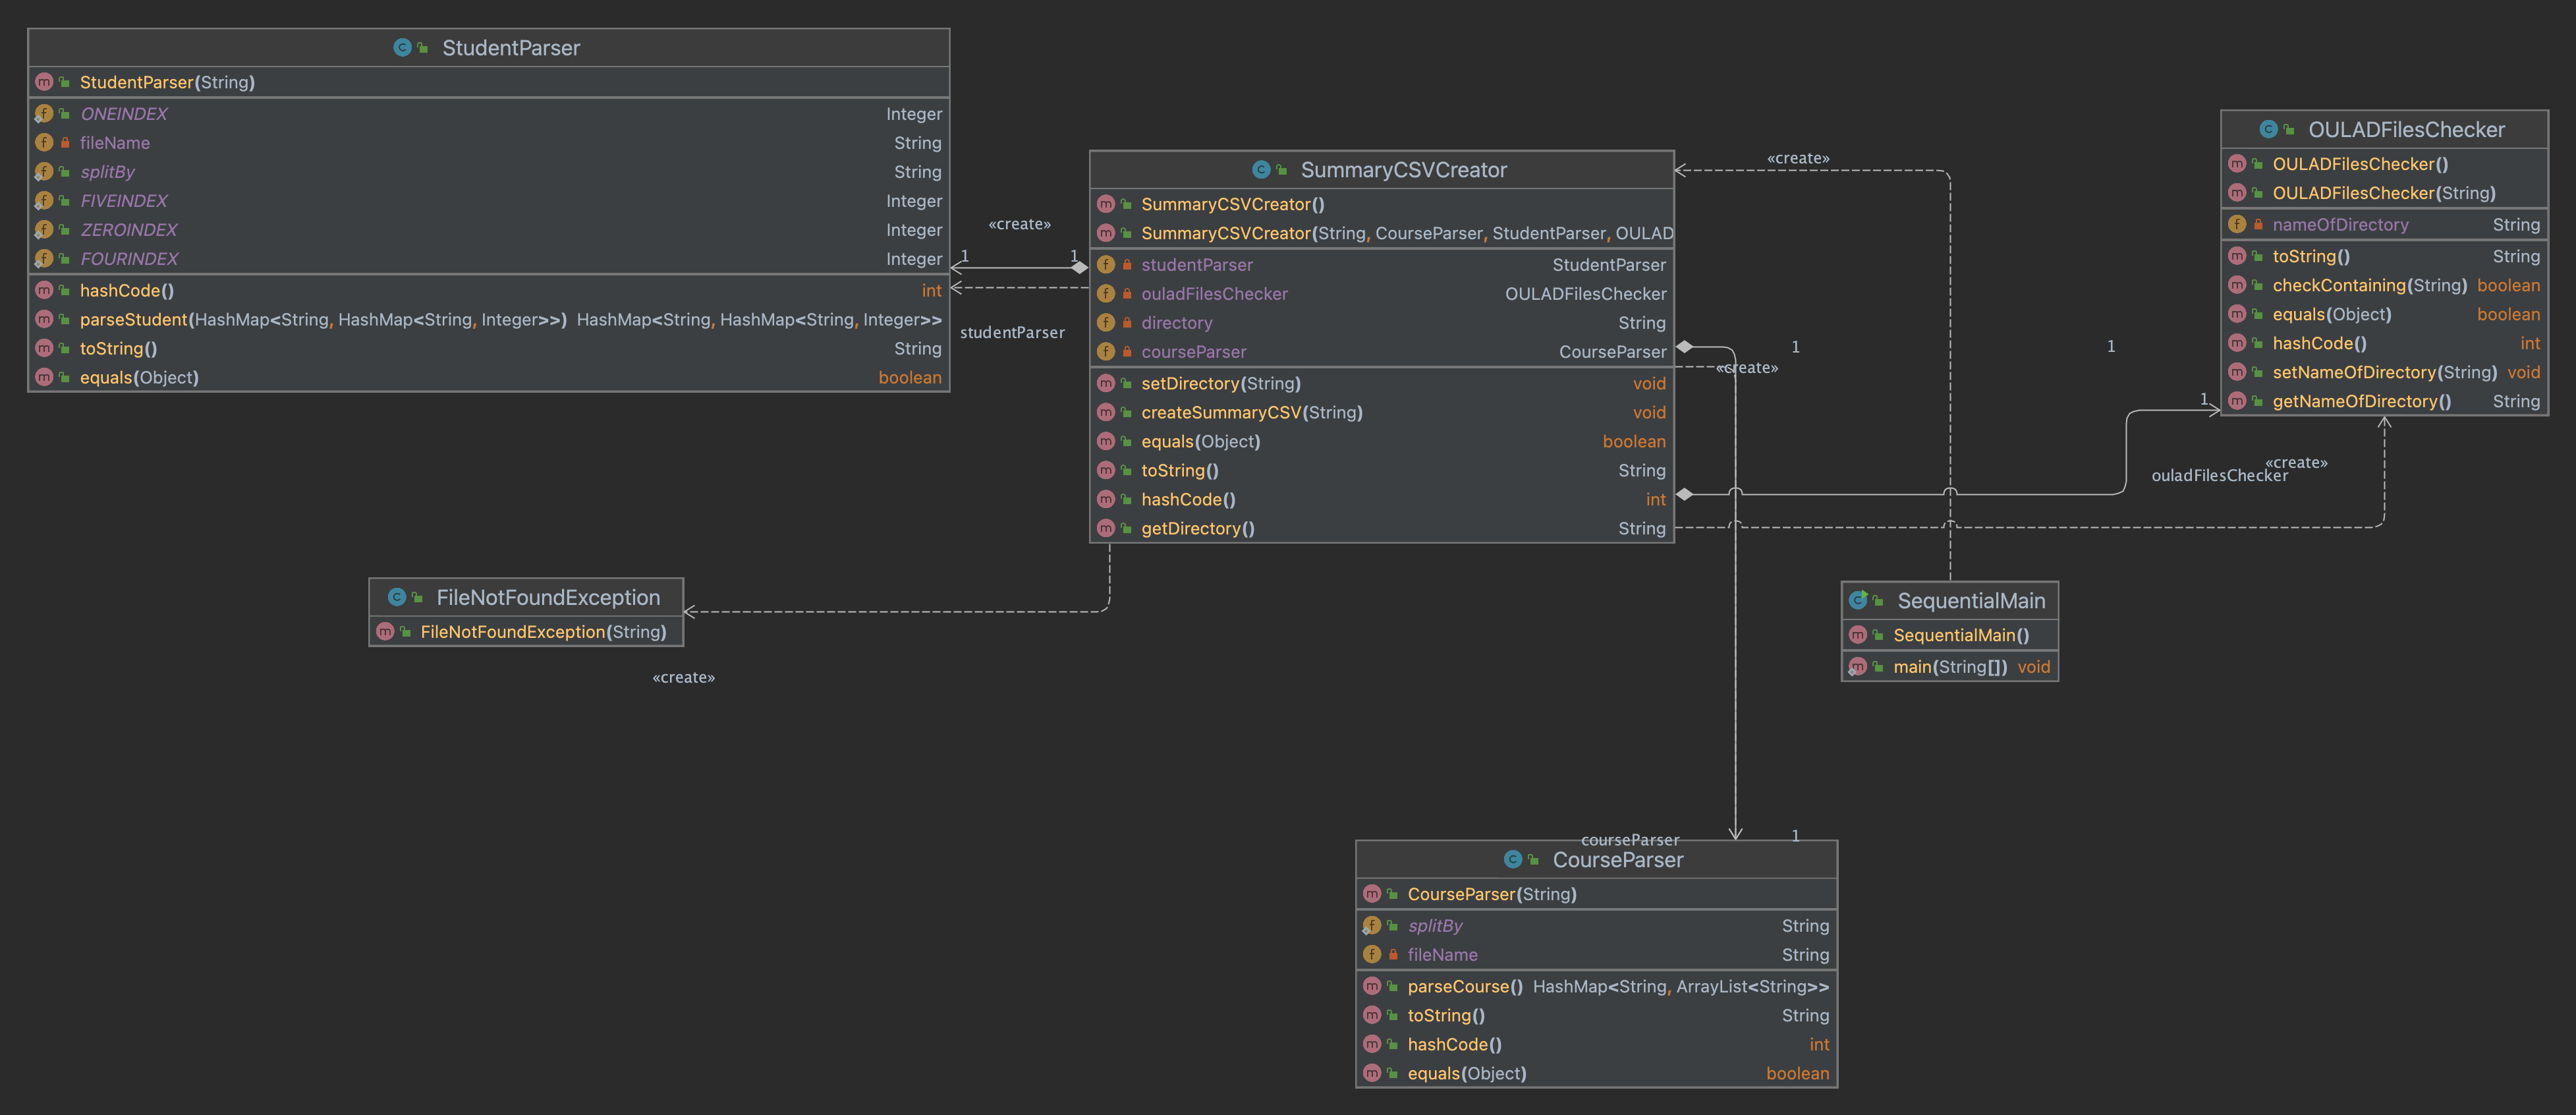 StudentParser
StudentParser(String)
ONEINDEX Integer
fileName String
splitBy String
FIVEINDEX Integer
ZEROINDEX Integer
FOURINDEX Integer
hashCode() int
parseStudent(HashMap<String, HashMap<String, Integer>>) HashMap<String, HashMap<String, Integer>>
toString() String
equals(Object) boolean
«create»
1 1
studentParser
SummaryCSVCreator
SummaryCSVCreator()
SummaryCSVCreator(String, CourseParser, StudentParser, OULAD
studentParser StudentParser
ouladFilesChecker OULADFilesChecker
directory String
courseParser CourseParser
setDirectory(String) void
createSummaryCSV(String) void
equals(Object) boolean
toString() String
hashCode() int
getDirectory() String
«create»
1
«create»
1
1
OULADFilesChecker
OULADFilesChecker()
OULADFilesChecker(String)
nameOfDirectory String
toString() String
checkContaining(String) boolean
equals(Object) boolean
hashCode() int
setNameOfDirectory(String) void
getNameOfDirectory() String
«create»
ouladFilesChecker
FileNotFoundException
FileNotFoundException(String)
«create»
SequentialMain
SequentialMain()
main(String[]) void
courseParser 1
CourseParser
CourseParser(String)
splitBy String
fileName String
parseCourse() HashMap<String, ArrayList<String>>
toString() String
hashCode() int
equals(Object) boolean